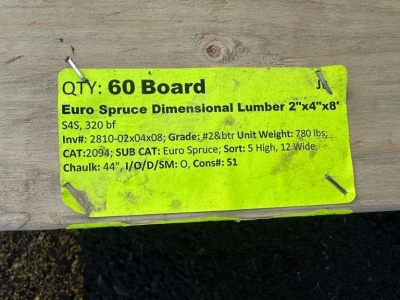 QTY: 60 Board
Euro Spruce Dimensional Lumber 2"x4"x8'
S4S, 320 bf
Inv#: 2810-02x04x08; Grade: #2&btr Unit Weight: 780 lbs;
CAT:2094; SUB CAT: Euro Spruce; Sort: 5 High, 12 Wide,
Chaulk: 44", I/O/D/SM: O, Cons#: 51